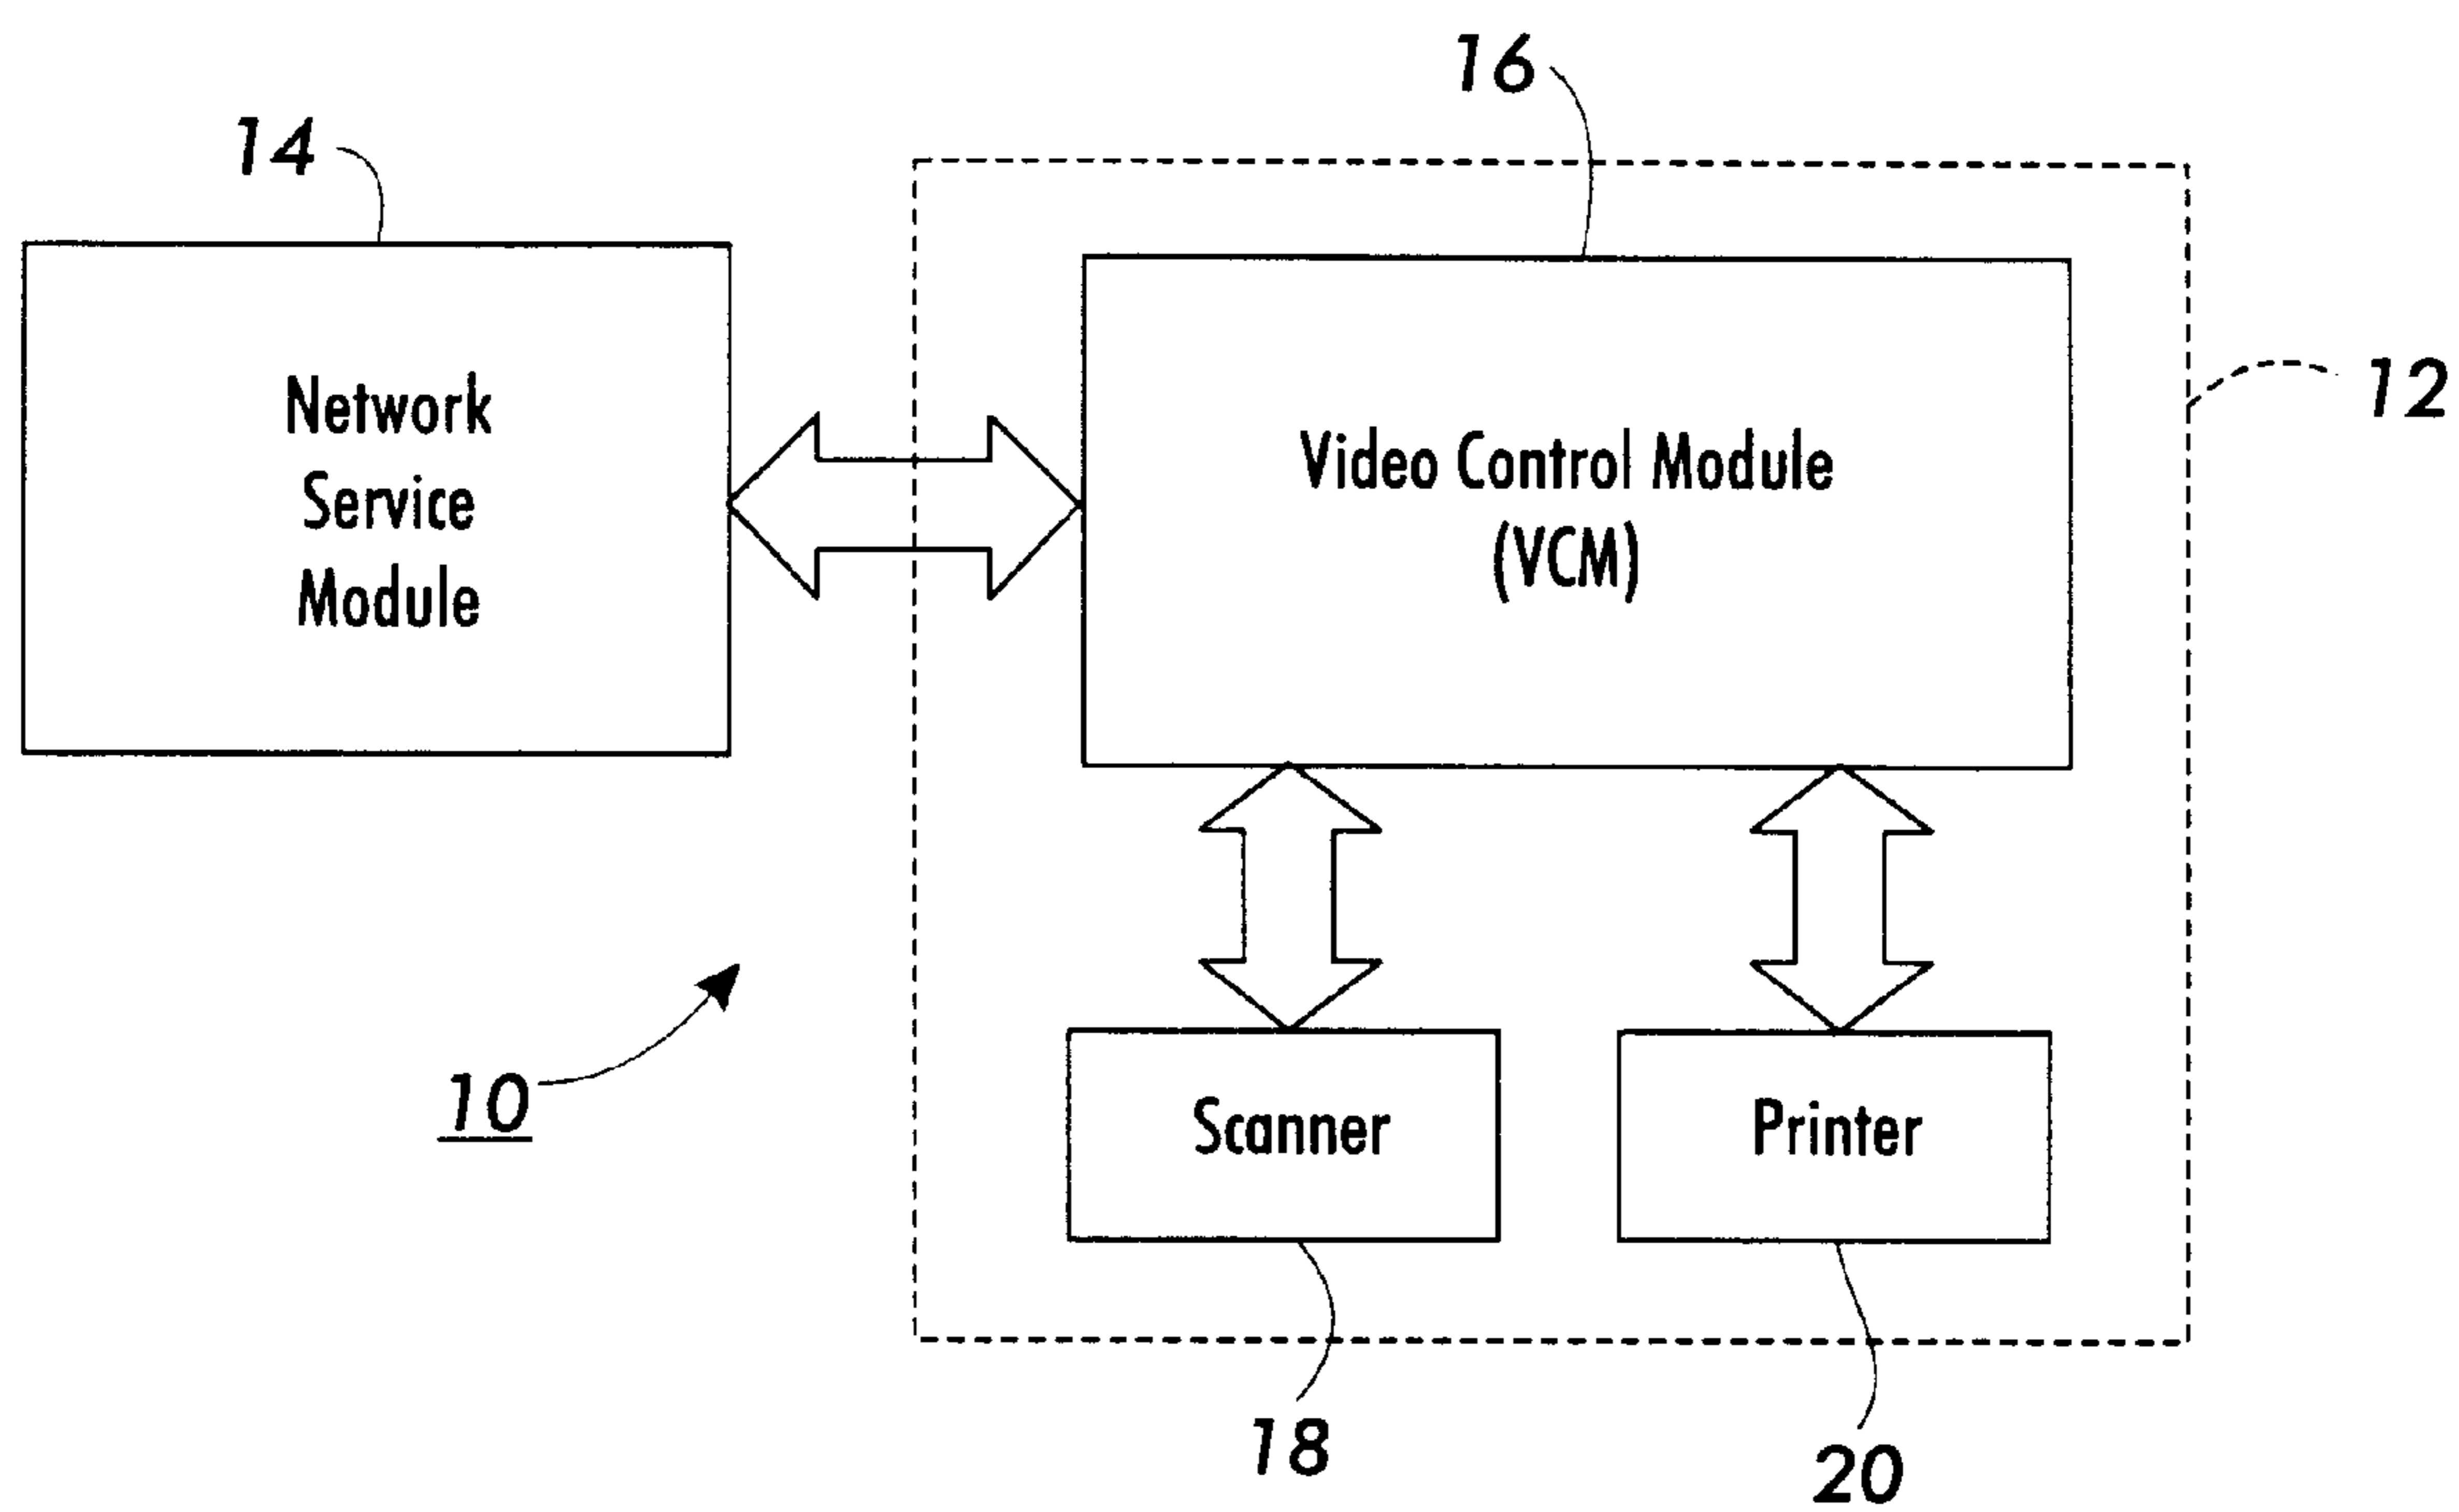 16
14
12
Network
Service
Module
Video Control Module
(VCM)
10
Scanner
Printer
18
20